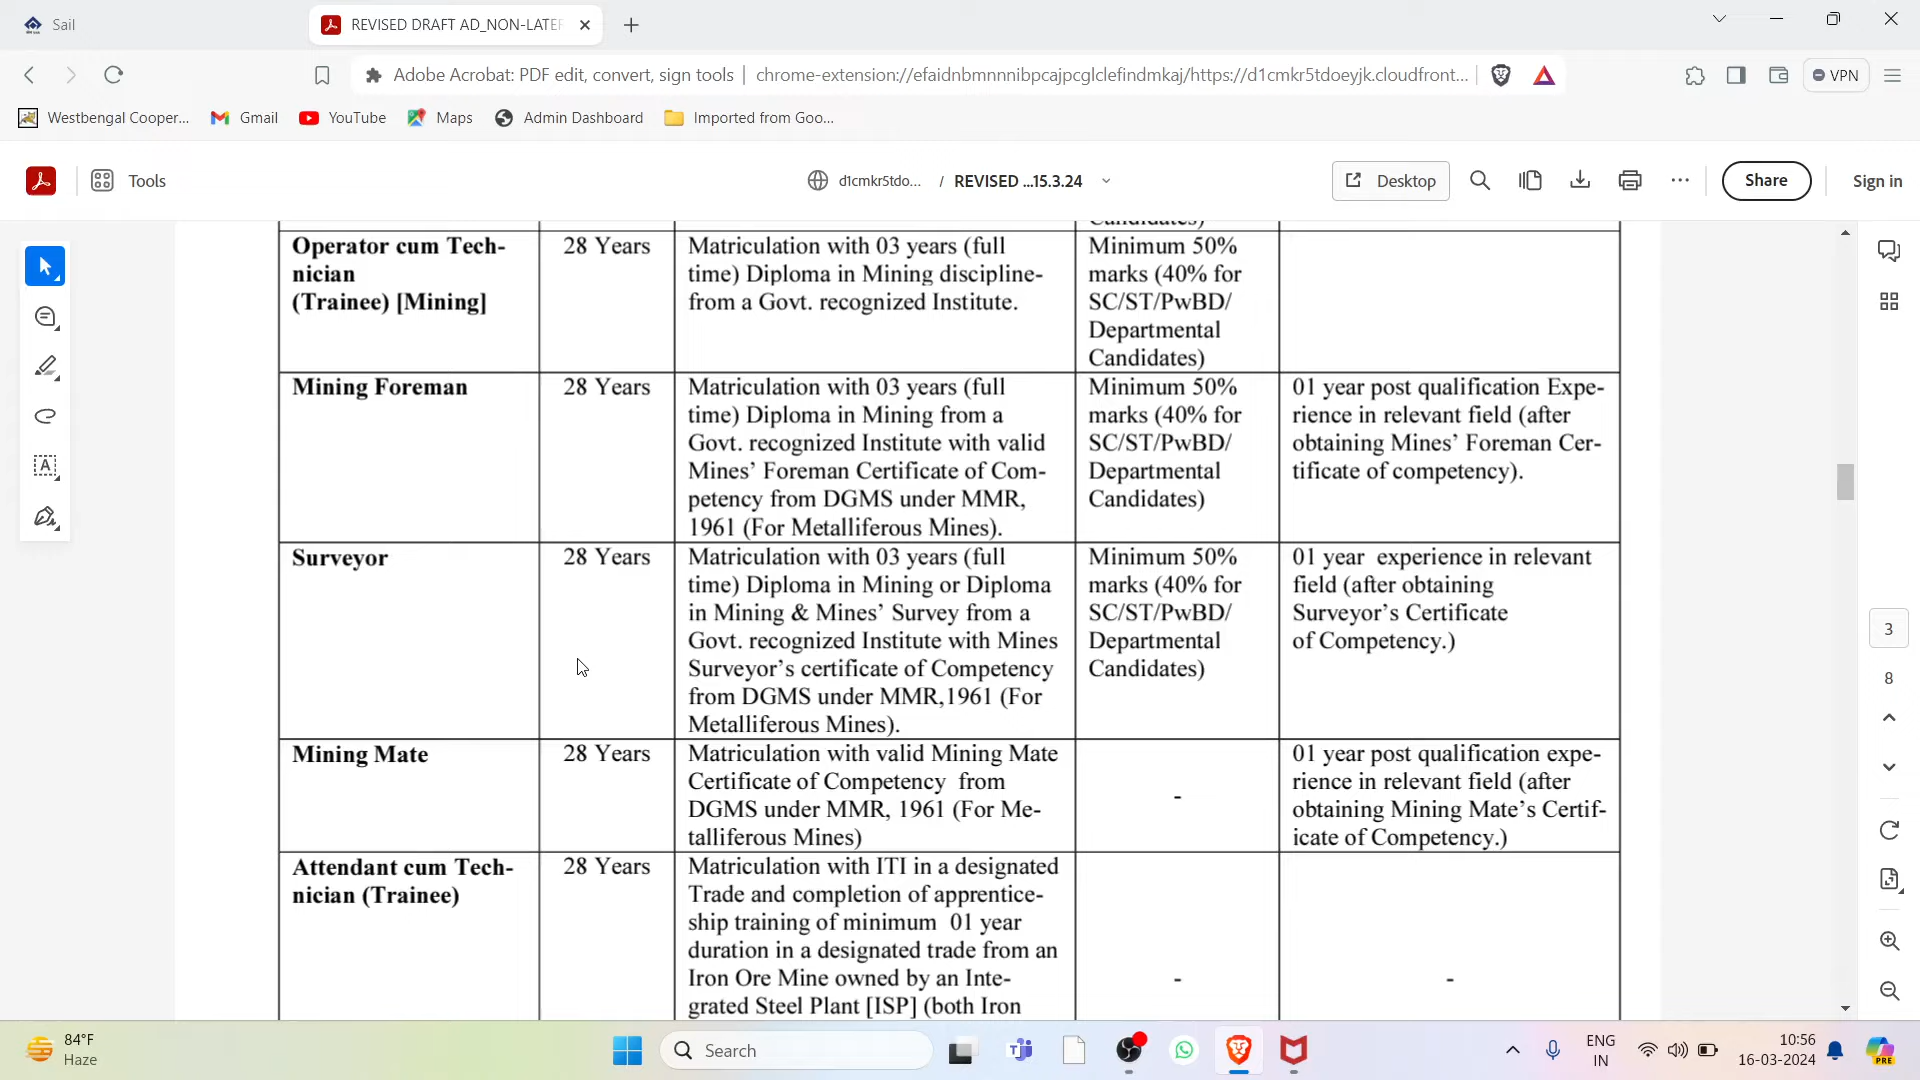 Sail
REVISED DRAFT AD_NON-LATE
Adobe Acrobat: PDF edit, convert, sign tools
chrome-extension://efaidnbmnnnibpcajpcglclefindmkaj/https://d1cmkr5tdoeyjk.cloudfront...
VPN
Westbengal Cooper...
Gmail
YouTube
Maps
Admin Dashboard
Imported from Goo...
Tools
d1cmkr5tdo...
/
REVISED ...15.3.24
Desktop
Share
Sign in
Candidates)
Operator cum Tech-
nician
(Trainee) [Mining]
28 Years
Matriculation with 03 years (full
time) Diploma in Mining discipline-
from a Govt. recognized Institute.
Minimum 50%
marks (40% for
SC/ST/PwBD/
Departmental
Candidates)
Mining Foreman
28 Years
Matriculation with 03 years (full
time) Diploma in Mining from a
Govt. recognized Institute with valid
Mines’ Foreman Certificate of Com-
petency from DGMS under MMR,
1961 (For Metalliferous Mines).
Minimum 50%
marks (40% for
SC/ST/PwBD/
Departmental
Candidates)
01 year post qualification Expe-
rience in relevant field (after
obtaining Mines’ Foreman Cer-
tificate of competency).
Surveyor
28 Years
Matriculation with 03 years (full
time) Diploma in Mining or Diploma
in Mining & Mines’ Survey from a
Govt. recognized Institute with Mines
Surveyor’s certificate of Competency
from DGMS under MMR,1961 (For
Metalliferous Mines).
Minimum 50%
marks (40% for
SC/ST/PwBD/
Departmental
Candidates)
01 year experience in relevant
field (after obtaining
Surveyor’s Certificate
of Competency.)
Mining Mate
28 Years
Matriculation with valid Mining Mate
Certificate of Competency from
DGMS under MMR, 1961 (For Me-
talliferous Mines)
-
01 year post qualification expe-
rience in relevant field (after
obtaining Mining Mate’s Certif-
icate of Competency.)
Attendant cum Tech-
nician (Trainee)
28 Years
Matriculation with ITI in a designated
Trade and completion of apprentice-
ship training of minimum 01 year
duration in a designated trade from an
Iron Ore Mine owned by an Inte-
grated Steel Plant [ISP] (both Iron
-
-
3
8
84°F
Haze
Search
ENG
IN
10:56
16-03-2024
PRE